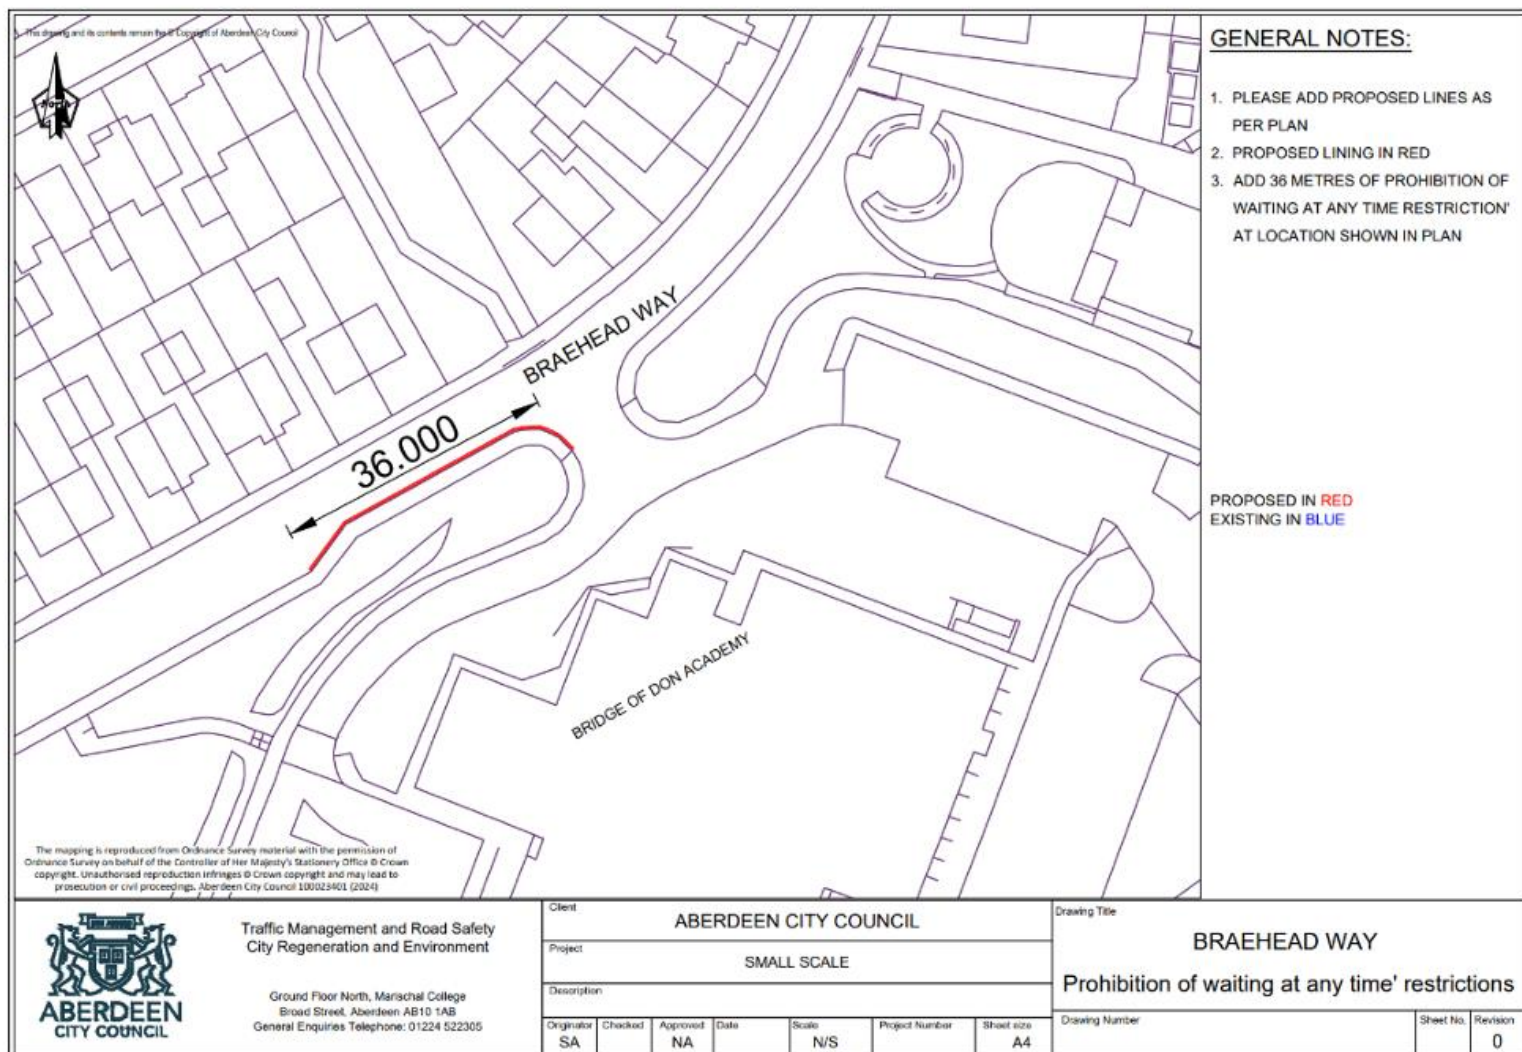 This drawing and its contents remain the © Copyright of Aberdeen City Council
North
BRAEHEAD WAY
36.000
BRIDGE OF DON ACADEMY
The mapping is reproduced from Ordnance Survey material with the permission of
Ordnance Survey on behalf of the Controller of Her Majesty's Stationery Office © Crown
copyright. Unauthorised reproduction infringes © Crown copyright and may lead to
prosecution or civil proceedings. Aberdeen City Council 100023401 (2024)
GENERAL NOTES:
1. PLEASE ADD PROPOSED LINES AS
PER PLAN
2. PROPOSED LINING IN RED
3. ADD 36 METRES OF PROHIBITION OF
WAITING AT ANY TIME RESTRICTION'
AT LOCATION SHOWN IN PLAN
PROPOSED IN RED
EXISTING IN BLUE
ABERDEEN
CITY COUNCIL
Traffic Management and Road Safety
City Regeneration and Environment
Ground Floor North, Marischal College
Broad Street, Aberdeen AB10 1AB
General Enquiries Telephone: 01224 522305
Client
ABERDEEN CITY COUNCIL
Project
SMALL SCALE
Description
Originator Checked Approved Date Scale Project Number Sheet size
SA NA N/S A4
Drawing Title
BRAEHEAD WAY
Prohibition of waiting at any time' restrictions
Drawing Number Sheet No. Revision
0